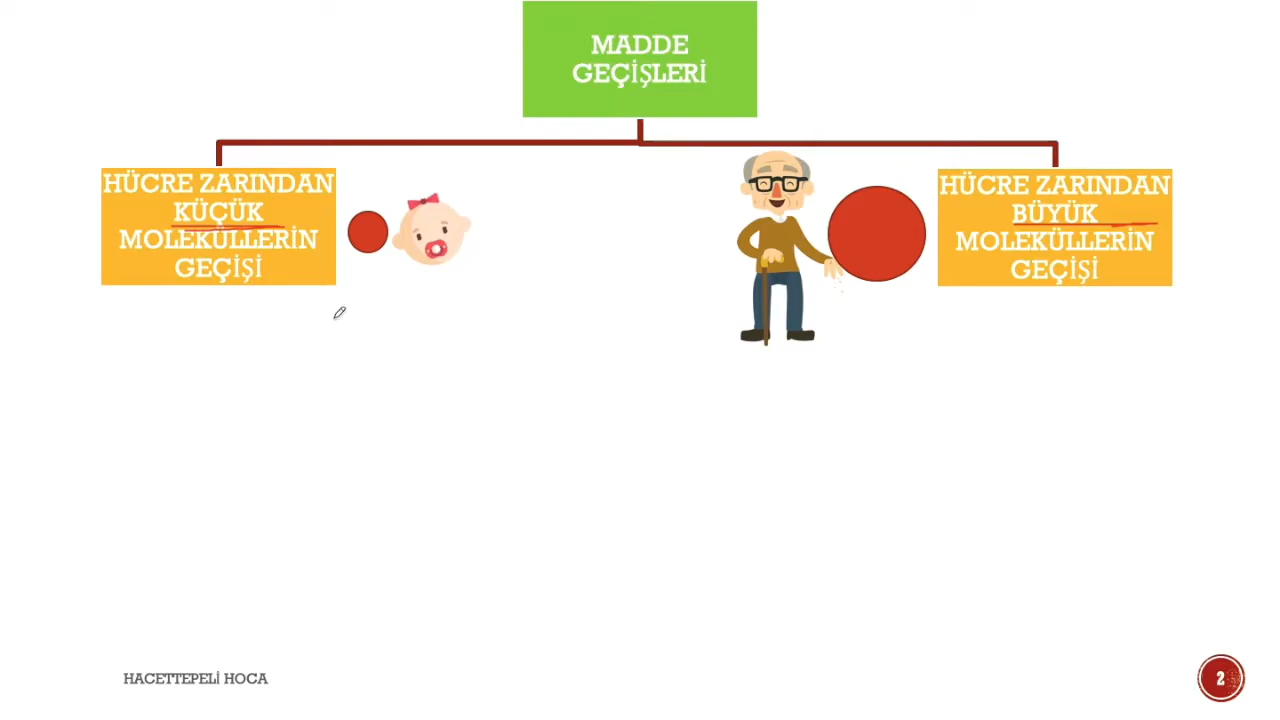 MADDE
GEÇİŞLERİ
HÜCRE ZARINDAN
KÜÇÜK
MOLEKÜLLERİN
GEÇİŞİ
HÜCRE ZARINDAN
BÜYÜK
MOLEKÜLLERİN
GEÇİŞİ
HACETTEPELİ HOCA
2